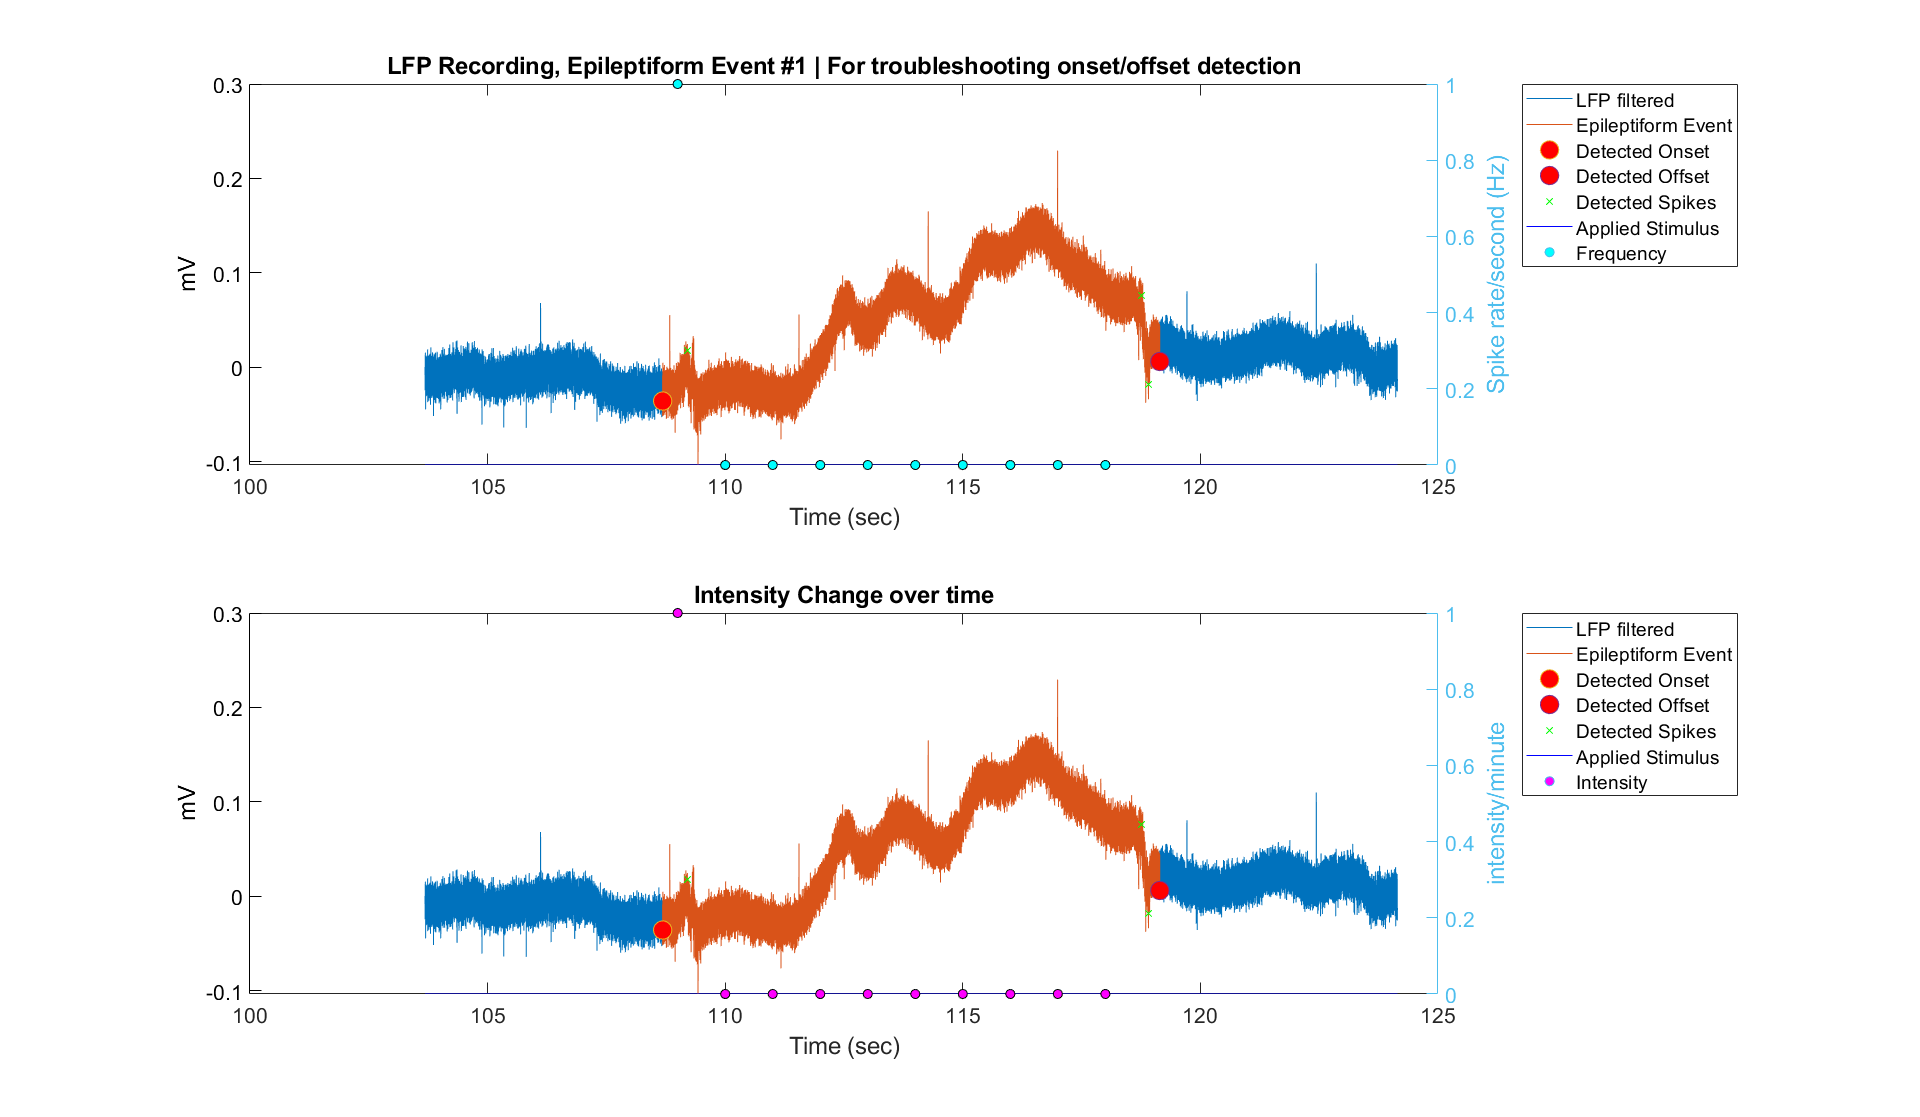 LFP Recording, Epileptiform Event #1 | For troubleshooting onset/offset detection
0.3
0.2
0.1
0
-0.1
mV
100
105
110
115
120
125
Time (sec)
1
0.8
0.6
0.4
0.2
0
Spike rate/second (Hz)
LFP filtered
Epileptiform Event
Detected Onset
Detected Offset
Detected Spikes
Applied Stimulus
Frequency
Intensity Change over time
0.3
0.2
0.1
0
-0.1
mV
100
105
110
115
120
125
Time (sec)
1
0.8
0.6
0.4
0.2
0
intensity/minute
LFP filtered
Epileptiform Event
Detected Onset
Detected Offset
Detected Spikes
Applied Stimulus
Intensity